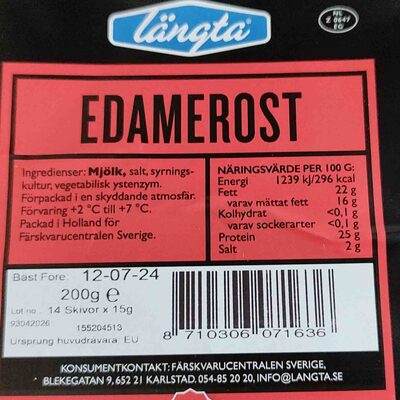 längta®
NL
Z 0647
EG
EDAMEROST
Ingredienser: Mjölk, salt, syrnings-
kultur, vegetabilisk ystenzym.
Förpackad i en skyddande atmosfär.
Förvaring +2 °C till +7 °C.
Packad i Holland för
Färskvarucentralen Sverige.
NÄRINGSVÄRDE PER 100 G:
Energi 1239 kJ/296 kcal
Fett 22 g
varav mättat fett 16 g
Kolhydrat <0,1 g
varav sockerarter <0,1 g
Protein 25 g
Salt 2 g
Bäst Före: 12-07-24
200g e
Lot nr 14 Skivor x 15g
93042026 155204513
Ursprung huvudråvara: EU
8 710306 071636
KONSUMENTKONTAKT: FÄRSKVARUCENTRALEN SVERIGE,
BLEKEGATAN 9, 652 21 KARLSTAD. 054-85 20 20, INFO@LANGTA.SE